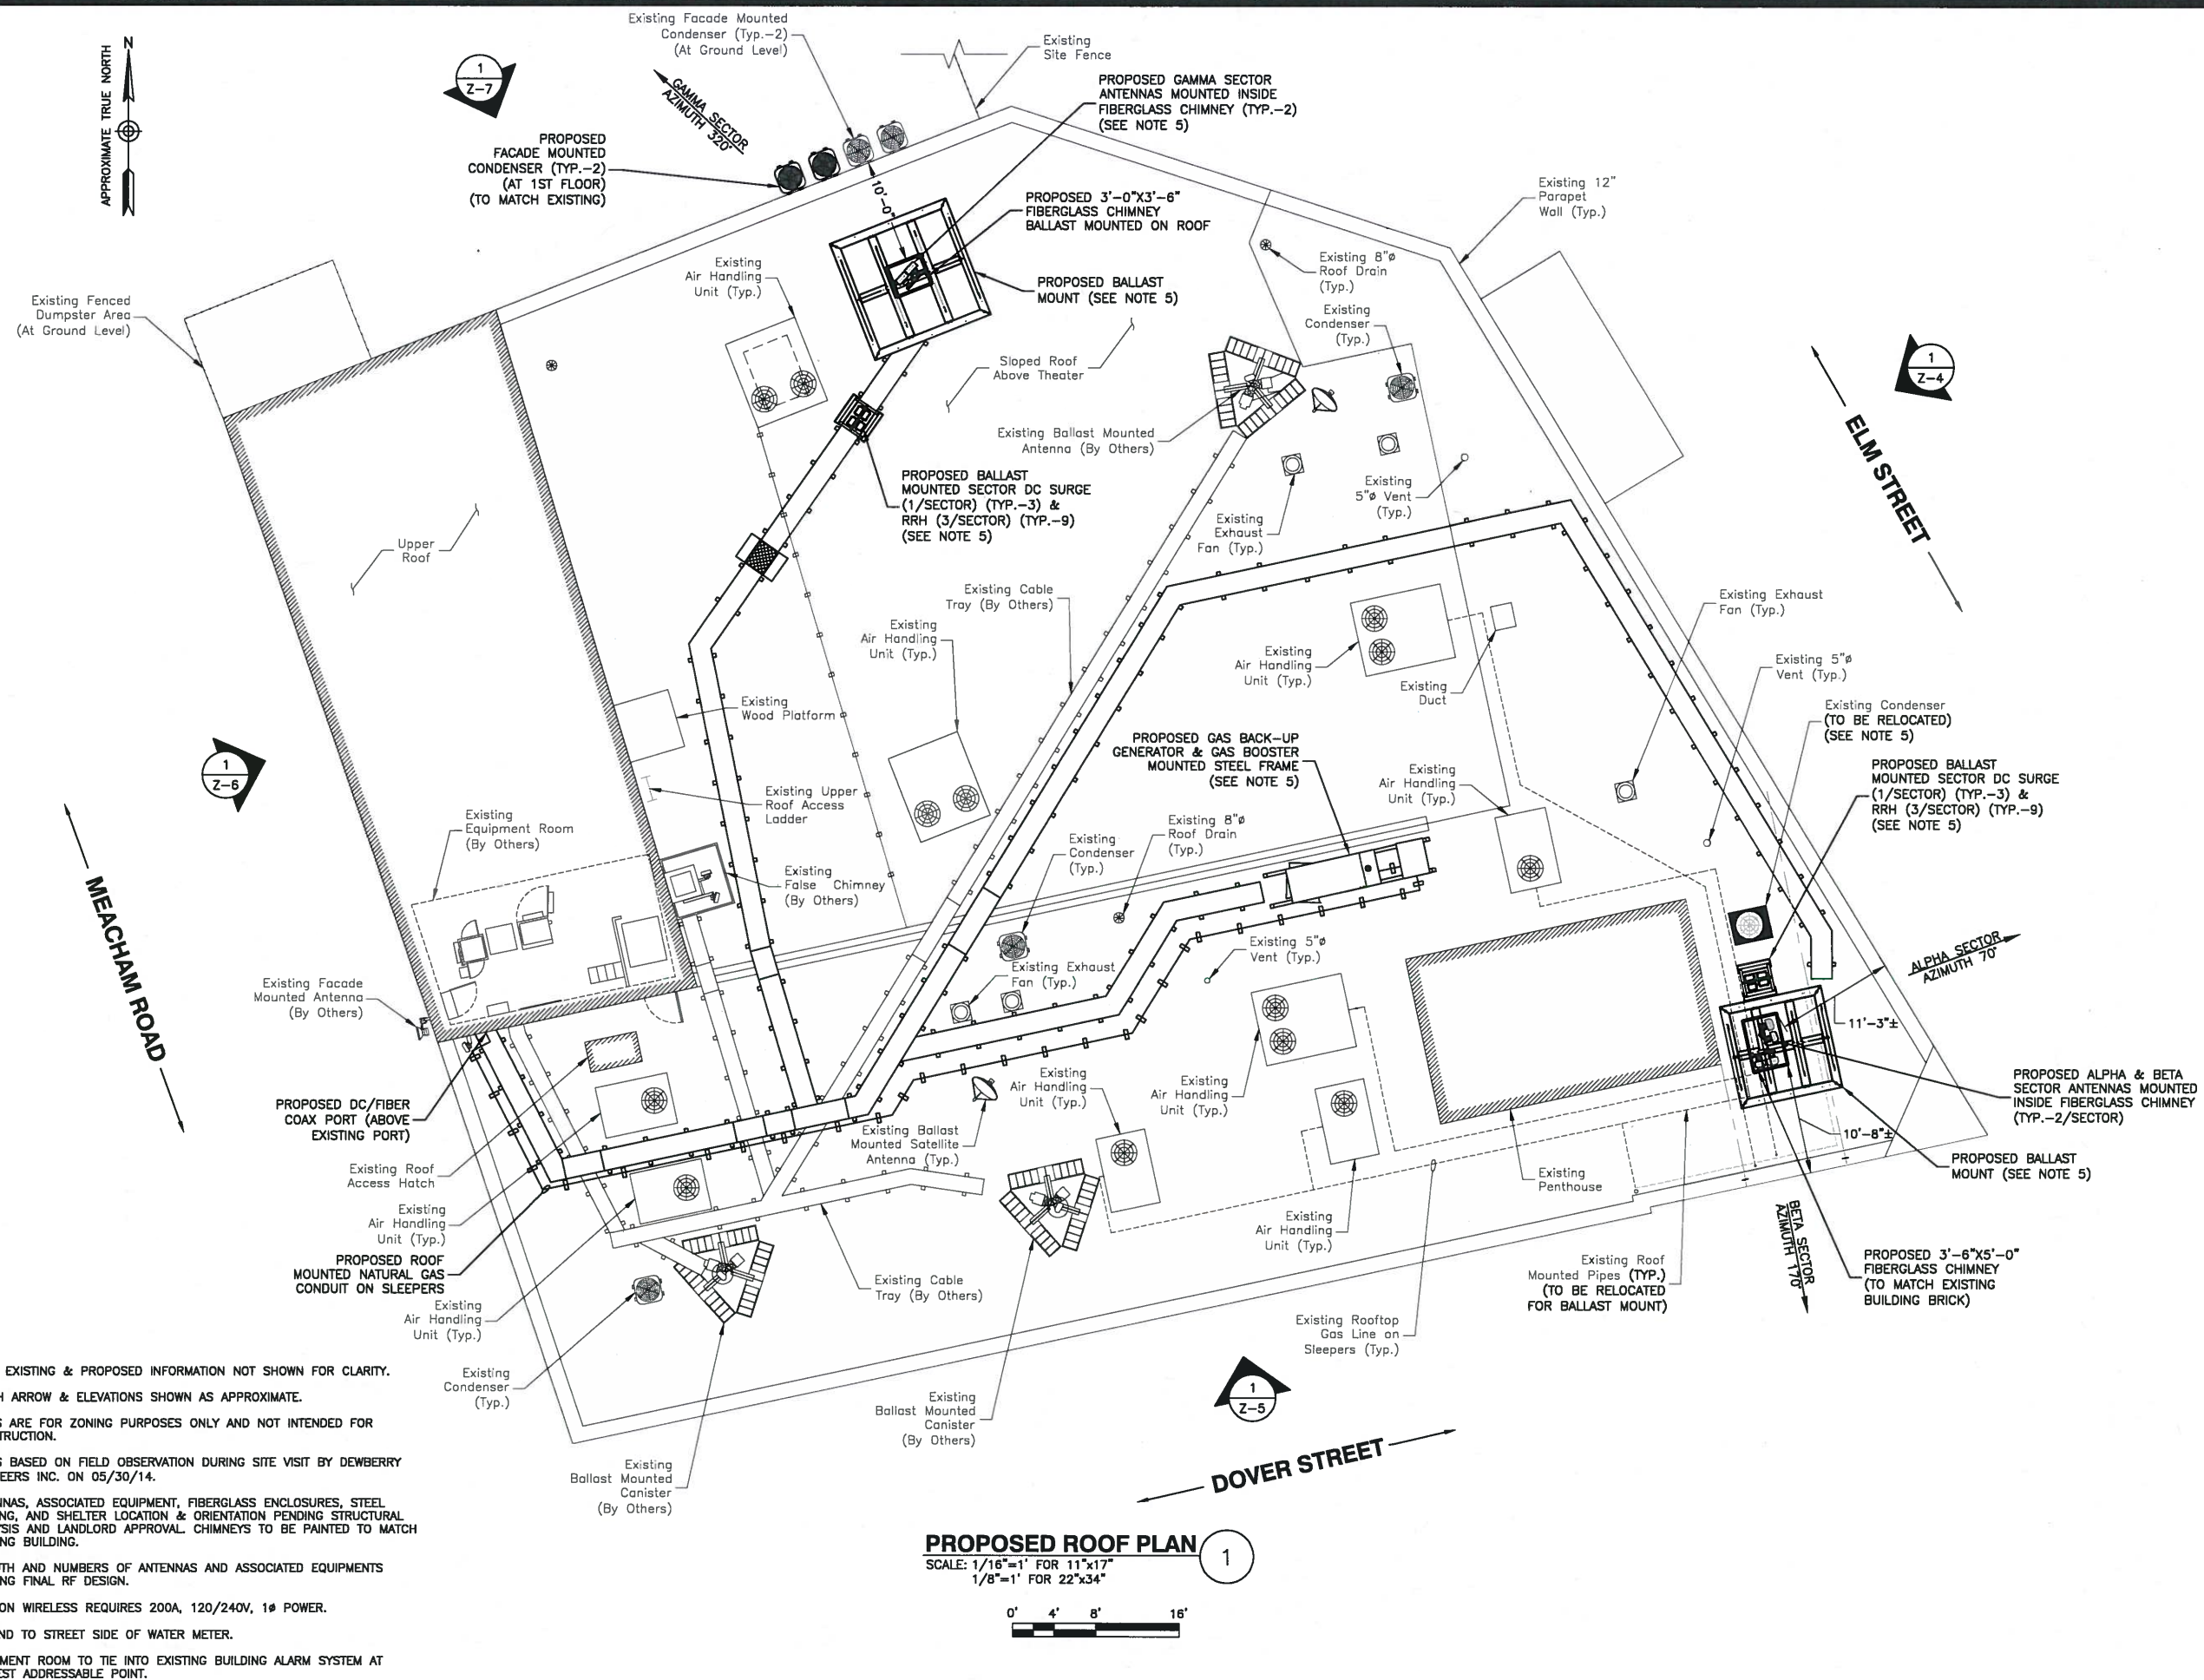 APPROXIMATE TRUE NORTH
N
1
Z-7
Existing Facade Mounted
Condenser (Typ.-2)
(At Ground Level)
Existing
Site Fence
GAMMA SECTOR
AZIMUTH 320°
PROPOSED GAMMA SECTOR
ANTENNAS MOUNTED INSIDE
FIBERGLASS CHIMNEY (TYP.-2)
(SEE NOTE 5)
PROPOSED
FACADE MOUNTED
CONDENSER (TYP.-2)
(AT 1ST FLOOR)
(TO MATCH EXISTING)
10'-0"
PROPOSED 3'-0"X3'-6"
FIBERGLASS CHIMNEY
BALLAST MOUNTED ON ROOF
Existing 12"
Parapet
Wall (Typ.)
Existing
Air Handling
Unit (Typ.)
PROPOSED BALLAST
MOUNT (SEE NOTE 5)
Existing 8"ø
Roof Drain
(Typ.)
Existing Fenced
Dumpster Area
(At Ground Level)
Existing
Condenser
(Typ.)
Sloped Roof
Above Theater
1
Z-4
ELM STREET
Existing Ballast Mounted
Antenna (By Others)
PROPOSED BALLAST
MOUNTED SECTOR DC SURGE
(1/SECTOR) (TYP.-3) &
RRH (3/SECTOR) (TYP.-9)
(SEE NOTE 5)
Existing
5"ø Vent
(Typ.)
Existing
Exhaust
Fan (Typ.)
Upper
Roof
Existing Cable
Tray (By Others)
Existing Exhaust
Fan (Typ.)
Existing
Air Handling
Unit (Typ.)
Existing
Air Handling
Unit (Typ.)
Existing
Duct
Existing 5"ø
Vent (Typ.)
Existing
Wood Platform
Existing Condenser
(TO BE RELOCATED)
(SEE NOTE 5)
PROPOSED GAS BACK-UP
GENERATOR & GAS BOOSTER
MOUNTED STEEL FRAME
(SEE NOTE 5)
1
Z-6
Existing
Air Handling
Unit (Typ.)
PROPOSED BALLAST
MOUNTED SECTOR DC SURGE
(1/SECTOR) (TYP.-3) &
RRH (3/SECTOR) (TYP.-9)
(SEE NOTE 5)
Existing Upper
Roof Access
Ladder
Existing
Equipment Room
(By Others)
Existing 8"ø
Roof Drain
(Typ.)
Existing
Condenser
(Typ.)
Existing
False Chimney
(By Others)
MEACHAM ROAD
Existing Facade
Mounted Antenna
(By Others)
Existing Exhaust
Fan (Typ.)
Existing 5"ø
Vent (Typ.)
ALPHA SECTOR
AZIMUTH 70°
11'-3"±
PROPOSED DC/FIBER
COAX PORT (ABOVE
EXISTING PORT)
Existing
Air Handling
Unit (Typ.)
Existing
Air Handling
Unit (Typ.)
PROPOSED ALPHA & BETA
SECTOR ANTENNAS MOUNTED
INSIDE FIBERGLASS CHIMNEY
(TYP.-2/SECTOR)
Existing Ballast
Mounted Satellite
Antenna (Typ.)
10'-8"±
Existing Roof
Access Hatch
Existing
Penthouse
PROPOSED BALLAST
MOUNT (SEE NOTE 5)
Existing
Air Handling
Unit (Typ.)
Existing
Air Handling
Unit (Typ.)
BETA SECTOR
AZIMUTH 170°
PROPOSED ROOF
MOUNTED NATURAL GAS
CONDUIT ON SLEEPERS
Existing Cable
Tray (By Others)
Existing Roof
Mounted Pipes (TYP.)
(TO BE RELOCATED
FOR BALLAST MOUNT)
PROPOSED 3'-6"X5'-0"
FIBERGLASS CHIMNEY
(TO MATCH EXISTING
BUILDING BRICK)
Existing
Air Handling
Unit (Typ.)
Existing Rooftop
Gas Line on
Sleepers (Typ.)
Existing
Condenser
(Typ.)
1
Z-5
Existing
Ballast Mounted
Canister
(By Others)
Existing
Ballast Mounted
Canister
(By Others)
DOVER STREET
EXISTING & PROPOSED INFORMATION NOT SHOWN FOR CLARITY.
ARROW & ELEVATIONS SHOWN AS APPROXIMATE.
ARE FOR ZONING PURPOSES ONLY AND NOT INTENDED FOR
BASED ON FIELD OBSERVATION DURING SITE VISIT BY DEWBERRY
INC. ON 05/30/14.
ASSOCIATED EQUIPMENT, FIBERGLASS ENCLOSURES, STEEL
AND SHELTER LOCATION & ORIENTATION PENDING STRUCTURAL
AND LANDLORD APPROVAL. CHIMNEYS TO BE PAINTED TO MATCH
BUILDING.
AND NUMBERS OF ANTENNAS AND ASSOCIATED EQUIPMENTS
FINAL RF DESIGN.
WIRELESS REQUIRES 200A, 120/240V, 1ø POWER.
TO STREET SIDE OF WATER METER.
ROOM TO TIE INTO EXISTING BUILDING ALARM SYSTEM AT
ADDRESSABLE POINT.
PROPOSED ROOF PLAN
1
SCALE: 1/16"=1' FOR 11"x17"
1/8"=1' FOR 22"x34"
0' 4' 8' 16'